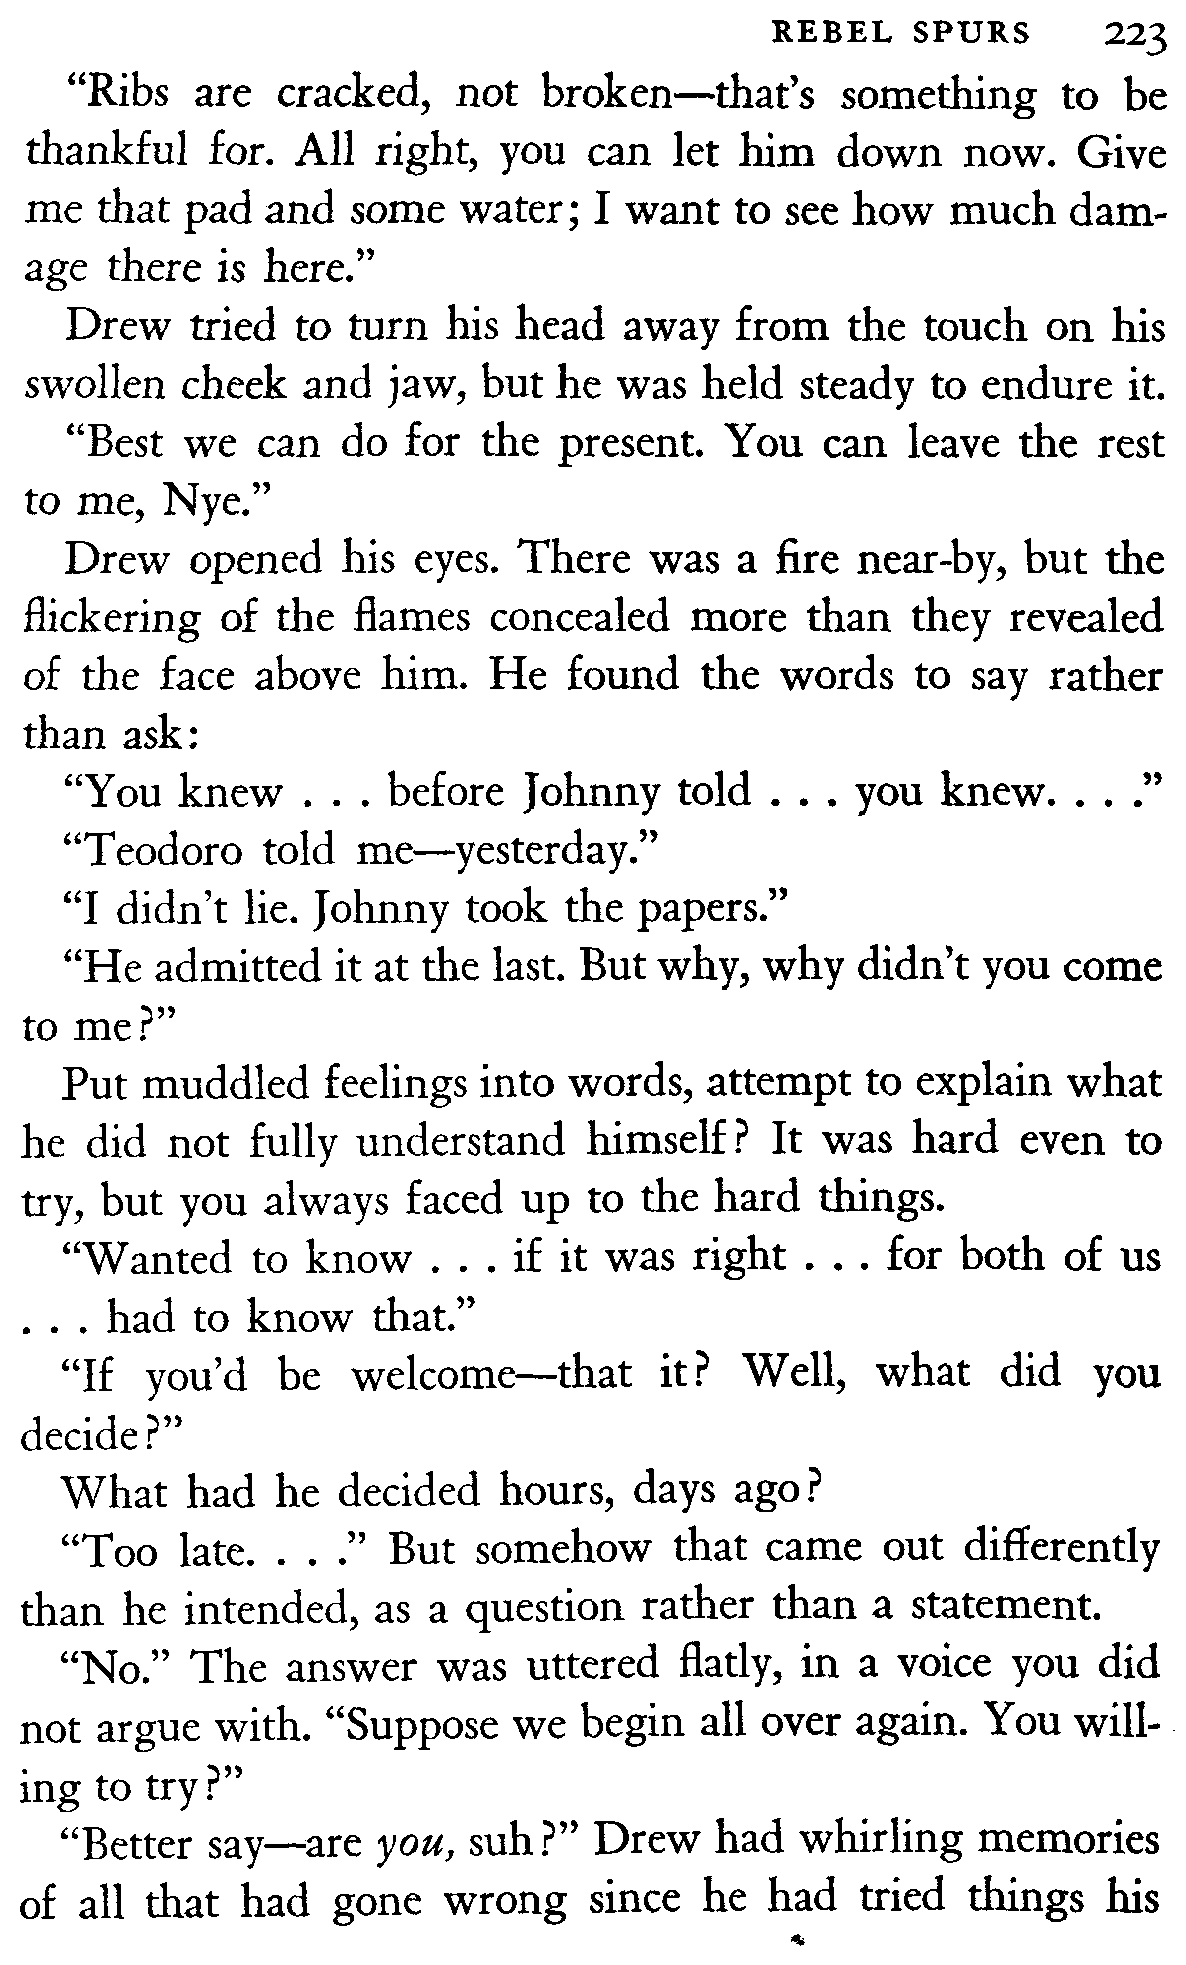 REBEL SPURS 223
“Ribs are cracked, not broken—that’s something to be
thankful for. All right, you can let him down now. Give
me that pad and some water; I want to see how much dam-
age there is here.”
Drew tried to turn his head away from the touch on his
swollen cheek and jaw, but he was held steady to endure it.
“Best we can do for the present. You can leave the rest
to me, Nye.”
Drew opened his eyes. There was a fire near-by, but the
flickering of the flames concealed more than they revealed
of the face above him. He found the words to say rather
than ask:
“You knew . . . before Johnny told . . . you knew. . . .”
“Teodoro told me—yesterday.”
“I didn’t lie. Johnny took the papers.”
“He admitted it at the last. But why, why didn’t you come
to me?”
Put muddled feelings into words, attempt to explain what
he did not fully understand himself? It was hard even to
try, but you always faced up to the hard things.
“Wanted to know . . . if it was right . . . for both of us
. . . had to know that.”
“If you’d be welcome—that it? Well, what did you
decide?”
What had he decided hours, days ago?
“Too late. . . .” But somehow that came out differently
than he intended, as a question rather than a statement.
“No.” The answer was uttered flatly, in a voice you did
not argue with. “Suppose we begin all over again. You will-
ing to try?”
“Better say—are you, suh?” Drew had whirling memories
of all that had gone wrong since he had tried things his